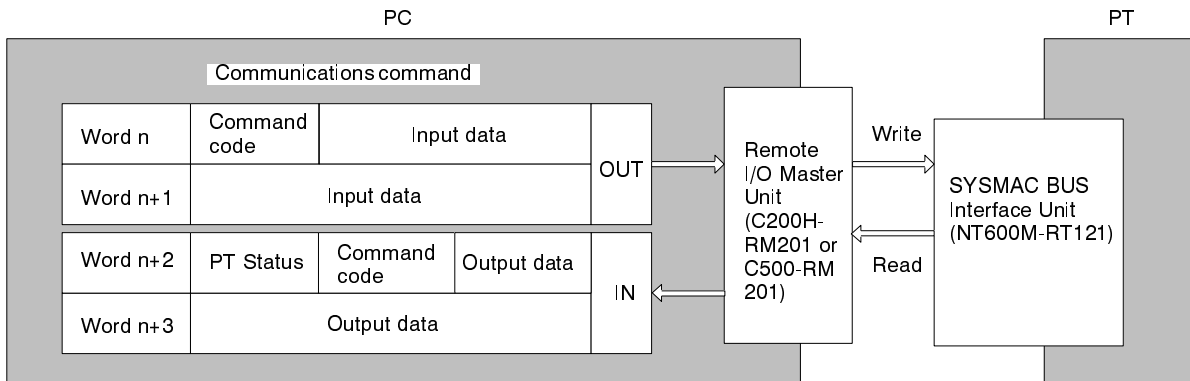 PC
PT
Communications command
Word n
Command
code
Input data
OUT
Word n+1
Input data
Word n+2
PT Status
Command
code
Output data
IN
Word n+3
Output data
Remote
I/O Master
Unit
(C200H-
RM201 or
C500-RM
201)
Write
Read
SYSMAC BUS
Interface Unit
(NT600M-RT121)